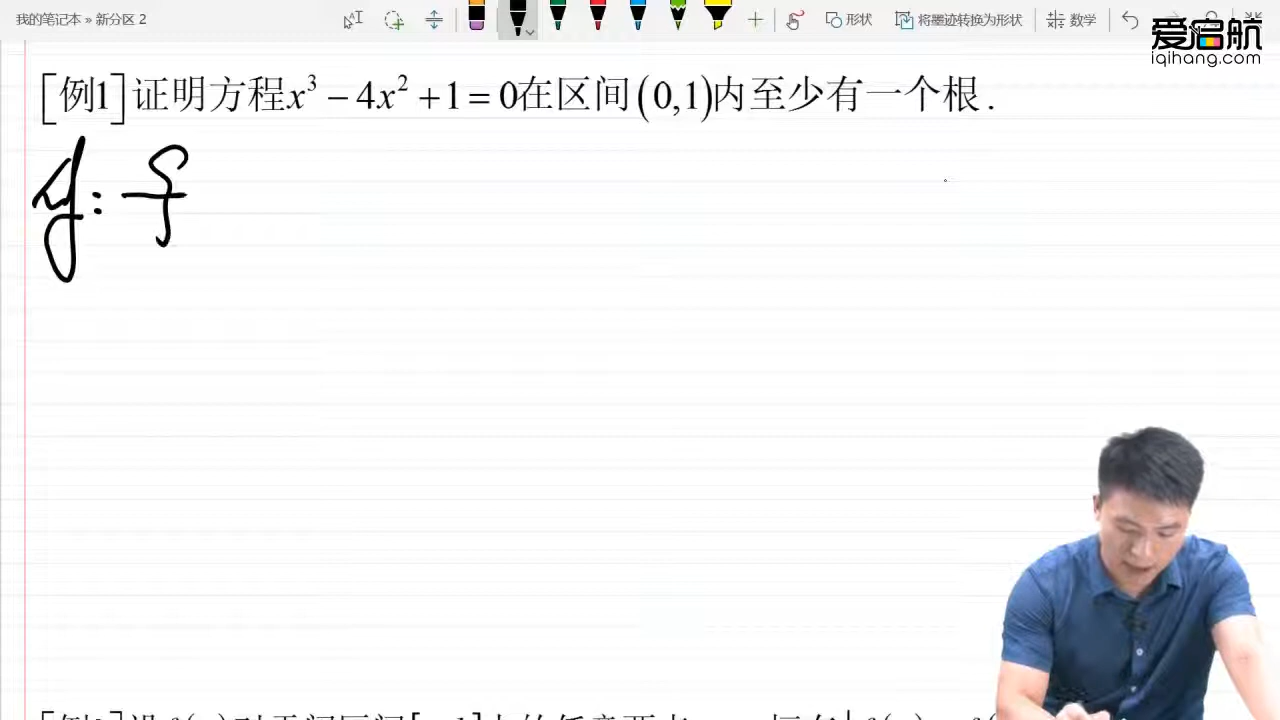 我的笔记本 » 新分区 2
形状 将墨迹转换为形状 数学
爱启航
iqihang.com
[例1]证明方程x³ − 4x² + 1 = 0在区间(0,1)内至少有一个根.